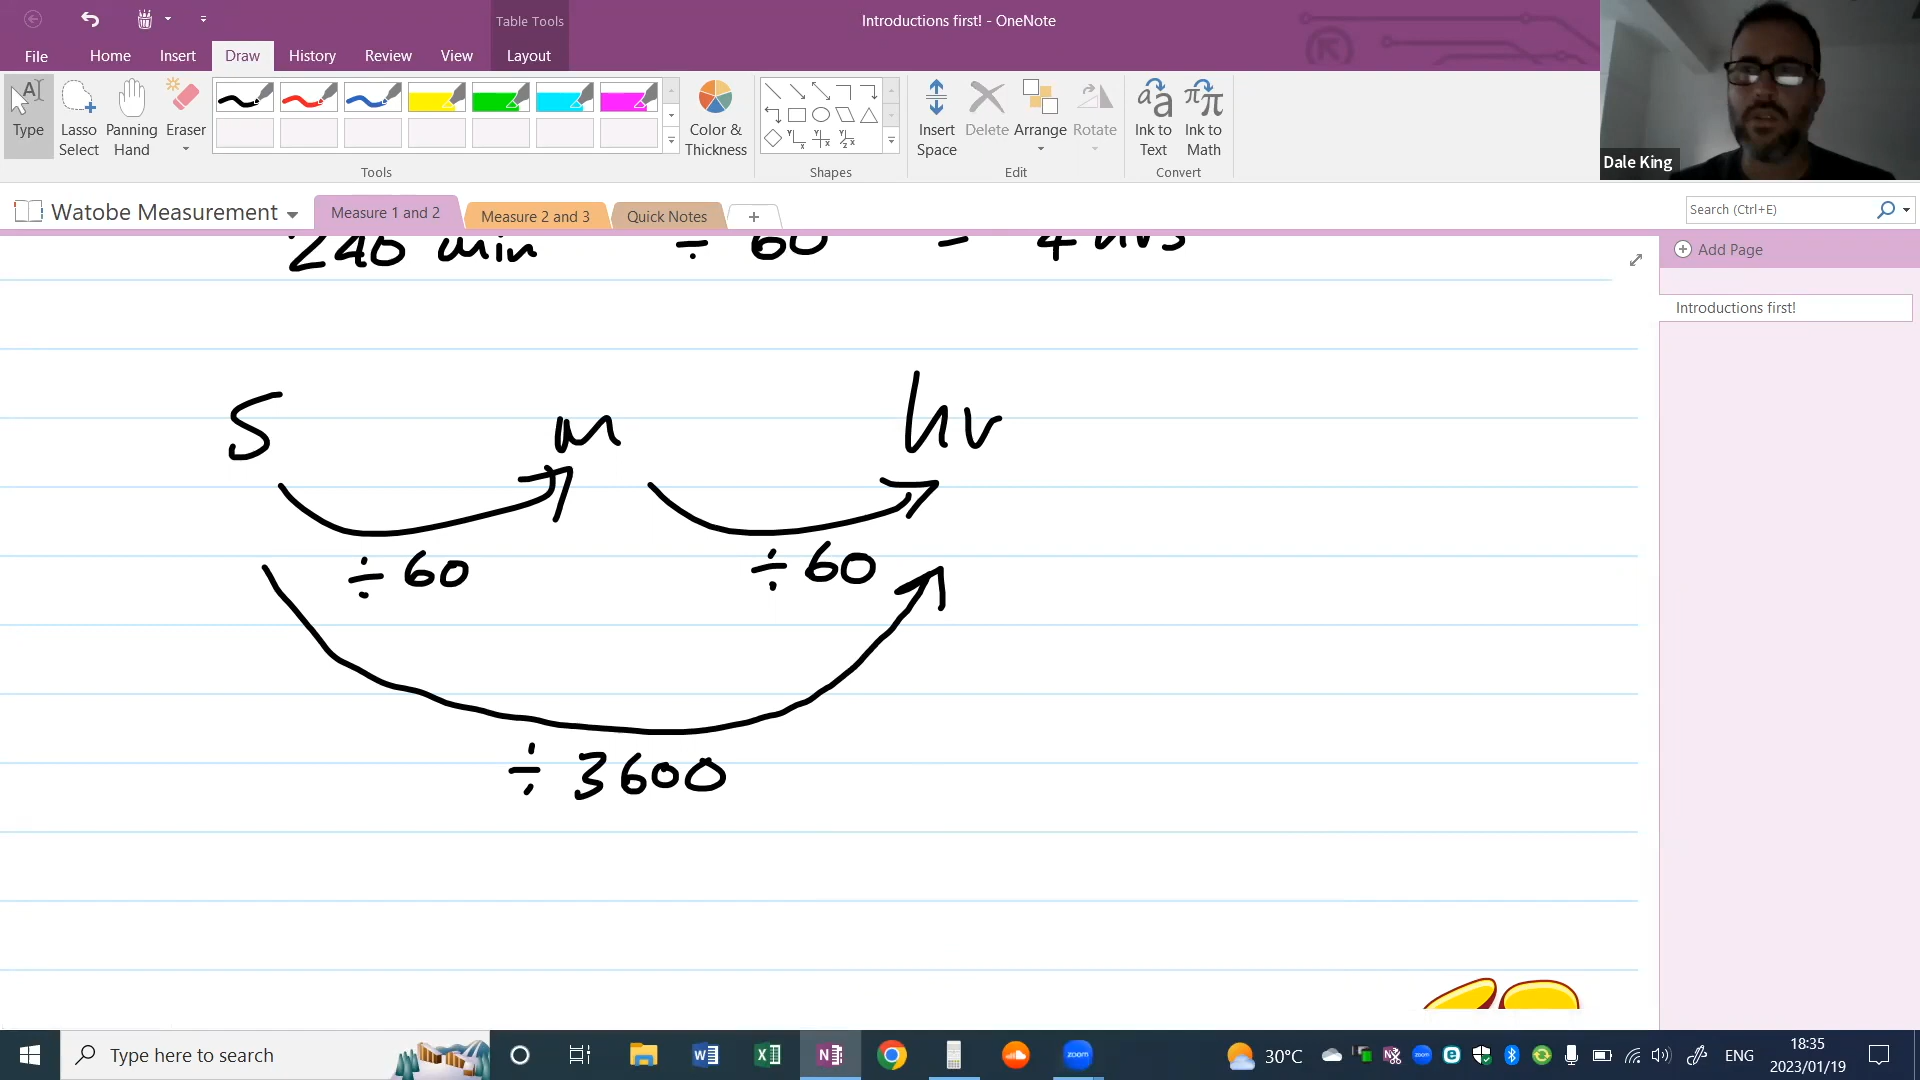 Table Tools
Introductions first! - OneNote
File Home Insert Draw History Review View Layout
Type
Lasso Select
Panning Hand
Eraser
Color & Thickness
Insert Space
Delete
Arrange
Rotate
Ink to Text
Ink to Math
Tools
Shapes
Edit
Convert
Dale King
Watobe Measurement
Measure 1 and 2
Measure 2 and 3
Quick Notes
Search (Ctrl+E)
Add Page
Introductions first!
240 min ÷ 60 = 4 hrs
s m hr
÷ 60 ÷ 60
÷ 3600
Type here to search
zoom
30°C
ENG
18:35
2023/01/19